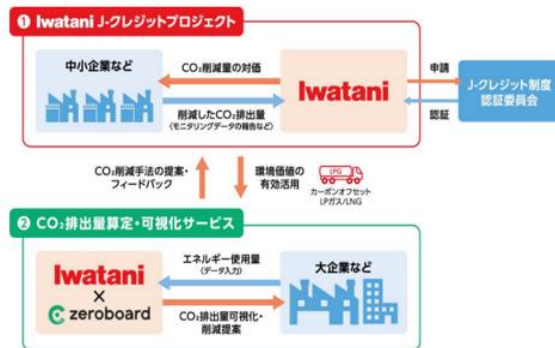 ❶ Iwatani J-クレジットプロジェクト
中小企業など
CO₂削減量の対価
削減したCO₂排出量
(モニタリングデータの報告など)
Iwatani
申請
認証
J-クレジット制度
認証委員会
CO₂削減手法の提案・
フィードバック
環境価値の
有効活用
LPG
カーボンオフセット
LPガス/LNG
❷ CO₂排出量算定・可視化サービス
Iwatani
×
zeroboard
エネルギー使用量
(データ入力)
CO₂排出量可視化・
削減提案
大企業など